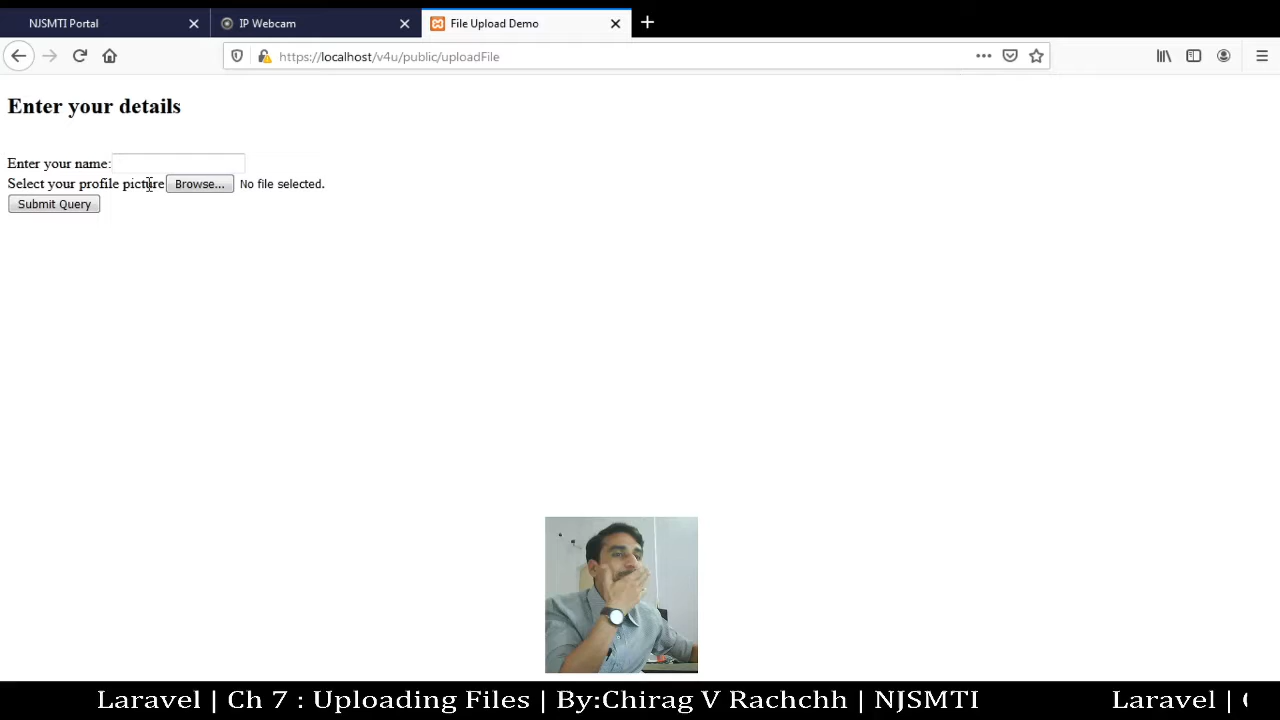 NJSMTI Portal
IP Webcam
File Upload Demo
https://localhost/v4u/public/uploadFile
Enter your details
Enter your name:
Select your profile picture Browse... No file selected.
Submit Query
Laravel | Ch 7 : Uploading Files | By:Chirag V Rachchh | NJSMTI Laravel |